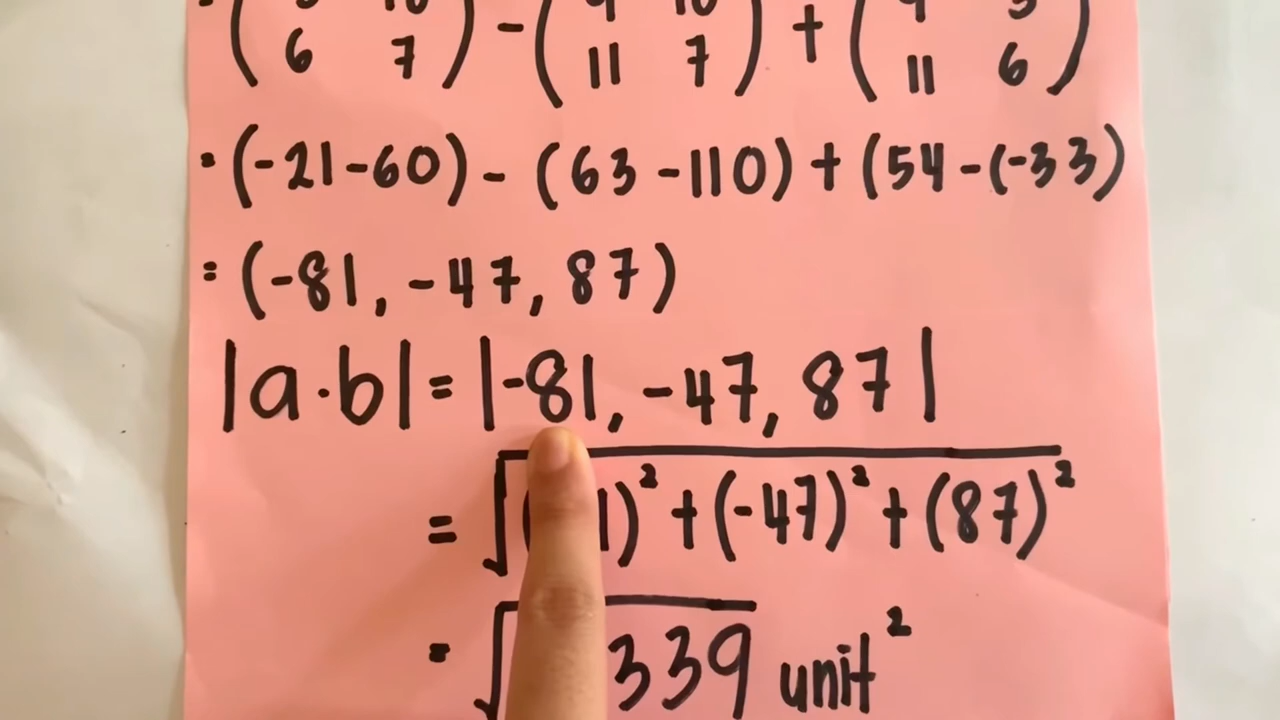 6 7 - 11 7 + 11 6
= (-21-60) - (63-110) + (54-(-33)
= (-81, -47, 87)
|a·b| = |-81, -47, 87|
= √ 1)² + (-47)² + (87)²
= √ 339 unit²